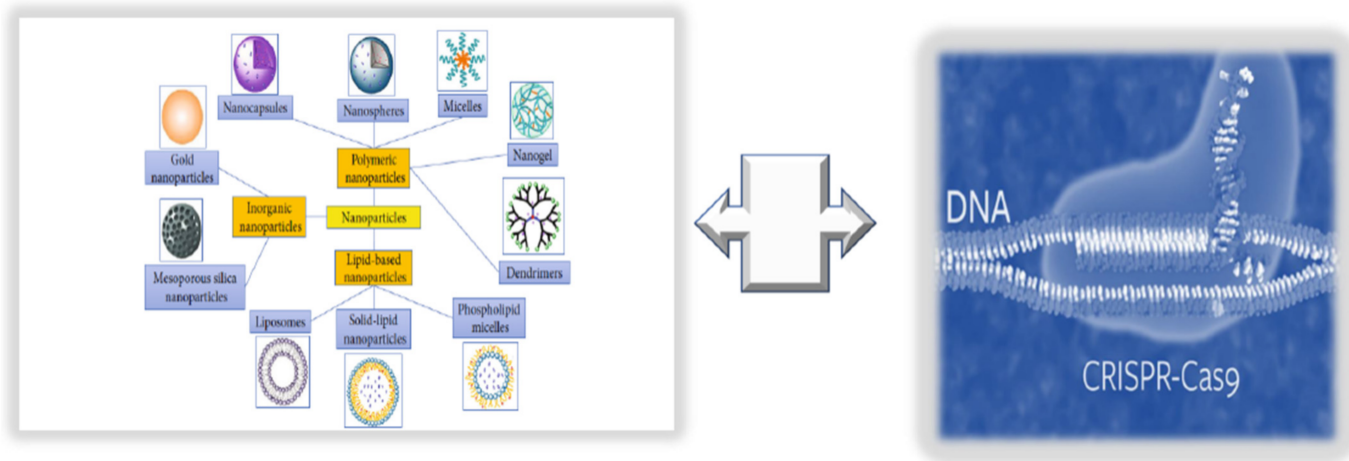 Nanocapsules
Nanospheres
Micelles
Gold
nanoparticles
Polymeric
nanoparticles
Nanogel
Inorganic
nanoparticles
Nanoparticles
Mesoporous silica
nanoparticles
Lipid-based
nanoparticles
Dendrimers
Liposomes
Solid-lipid
nanoparticles
Phospholipid
micelles
DNA
CRISPR-Cas9